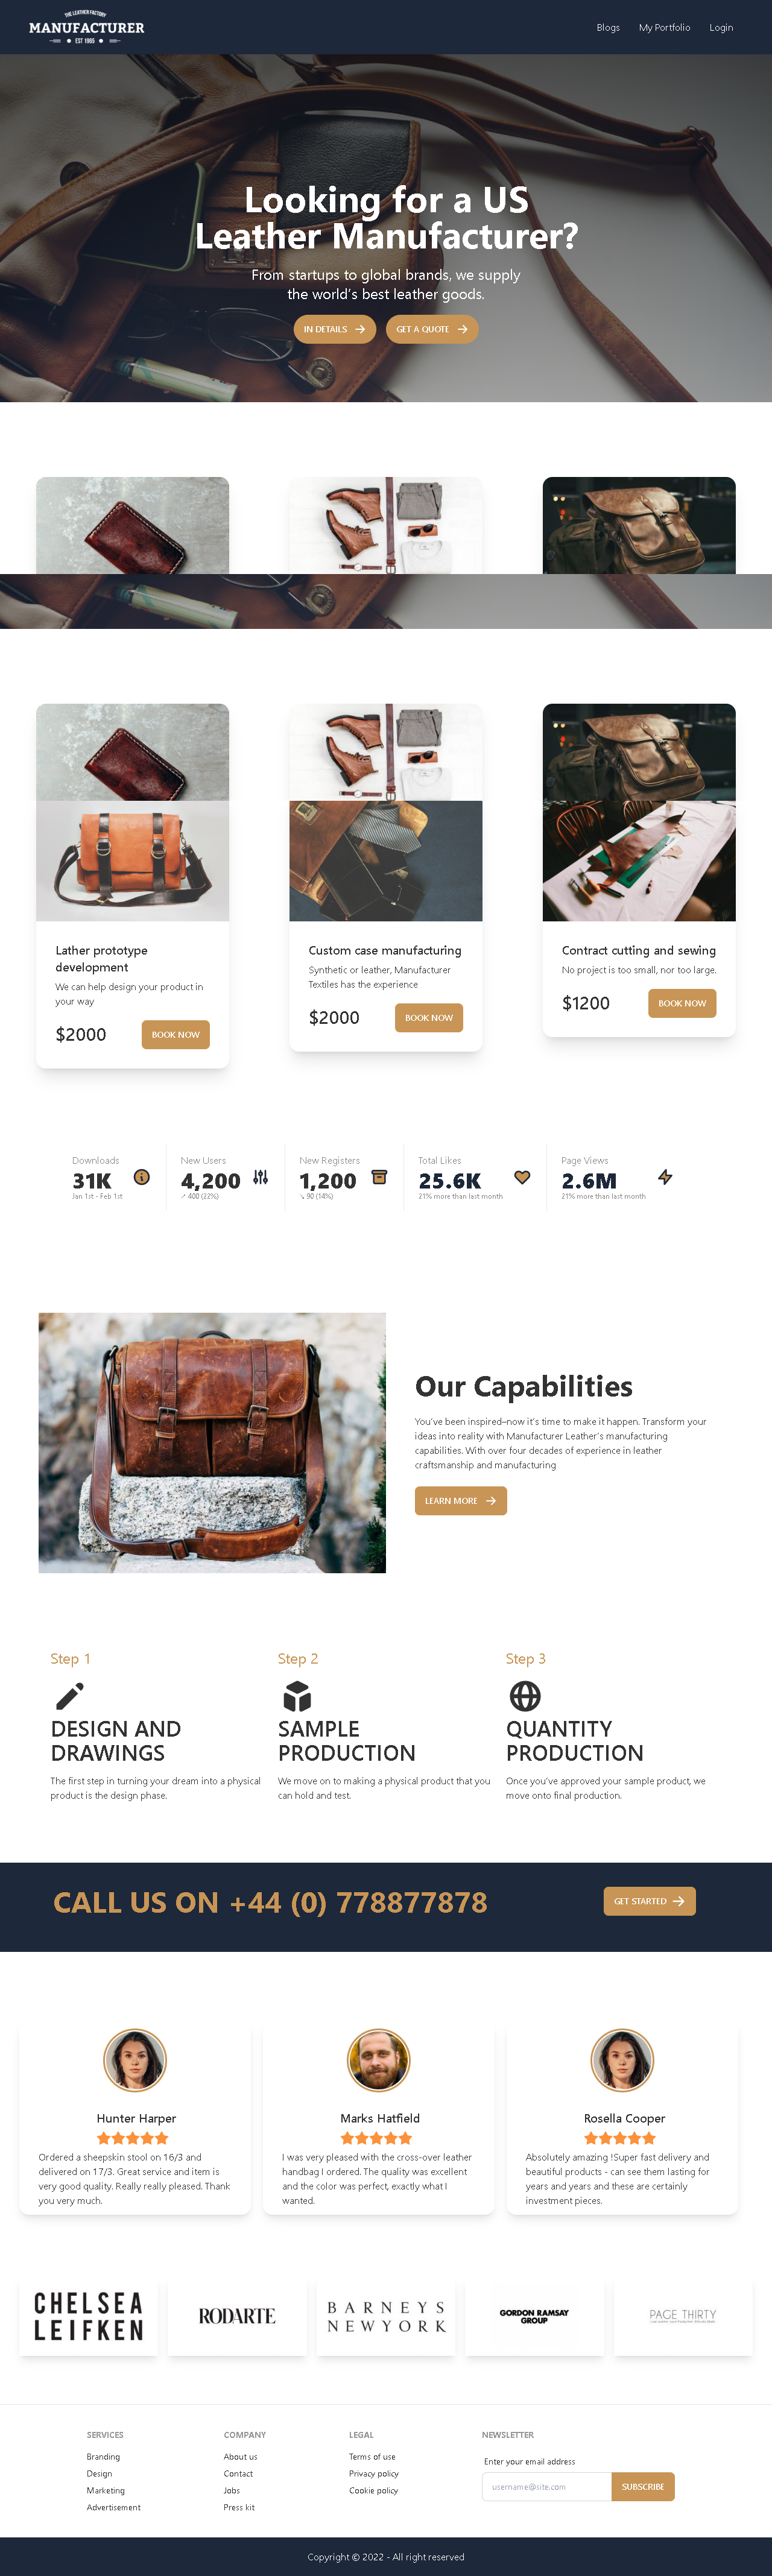 THE LEATHER FACTORY
MANUFACTURER
EST 1985
Blogs
My Portfolio
Login
Looking for a US
Leather Manufacturer?
From startups to global brands, we supply
the world's best leather goods.
IN DETAILS
GET A QUOTE
Lather prototype
development
We can help design your product in
your way
$2000
BOOK NOW
Custom case manufacturing
Synthetic or leather, Manufacturer
Textiles has the experience
$2000
BOOK NOW
Contract cutting and sewing
No project is too small, nor too large.
$1200
BOOK NOW
Downloads
31K
Jan 1st - Feb 1st
New Users
4,200
↗ 400 (22%)
New Registers
1,200
↘ 90 (14%)
Total Likes
25.6K
21% more than last month
Page Views
2.6M
21% more than last month
Our Capabilities
You've been inspired–now it's time to make it happen. Transform your
ideas into reality with Manufacturer Leather's manufacturing
capabilities. With over four decades of experience in leather
craftsmanship and manufacturing
LEARN MORE
Step 1
DESIGN AND
DRAWINGS
The first step in turning your dream into a physical
product is the design phase.
Step 2
SAMPLE
PRODUCTION
We move on to making a physical product that you
can hold and test.
Step 3
QUANTITY
PRODUCTION
Once you've approved your sample product, we
move onto final production.
CALL US ON +44 (0) 778877878
GET STARTED
Hunter Harper
Ordered a sheepskin stool on 16/3 and
delivered on 17/3. Great service and item is
very good quality. Really really pleased. Thank
you very much.
Marks Hatfield
I was very pleased with the cross-over leather
handbag I ordered. The quality was excellent
and the color was perfect, exactly what I
wanted.
Rosella Cooper
Absolutely amazing !Super fast delivery and
beautiful products - can see them lasting for
years and years and these are certainly
investment pieces.
CHELSEA
LEIFKEN
RODARTE
BARNEYS
NEWYORK
GORDON RAMSAY
GROUP
PAGE THIRTY
SERVICES
Branding
Design
Marketing
Advertisement
COMPANY
About us
Contact
Jobs
Press kit
LEGAL
Terms of use
Privacy policy
Cookie policy
NEWSLETTER
Enter your email address
username@site.com
SUBSCRIBE
Copyright © 2022 - All right reserved